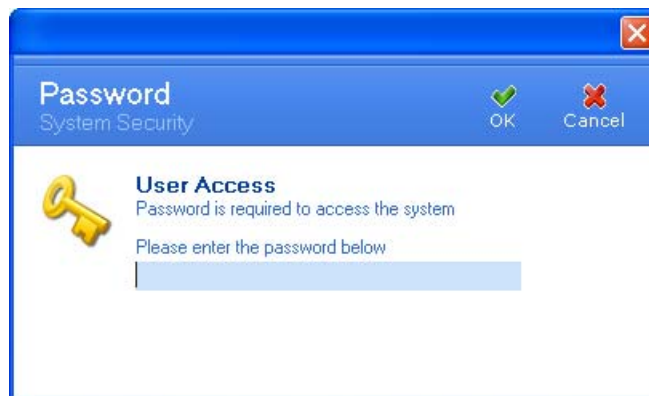 Password
System Security
OK
Cancel
User Access
Password is required to access the system
Please enter the password below